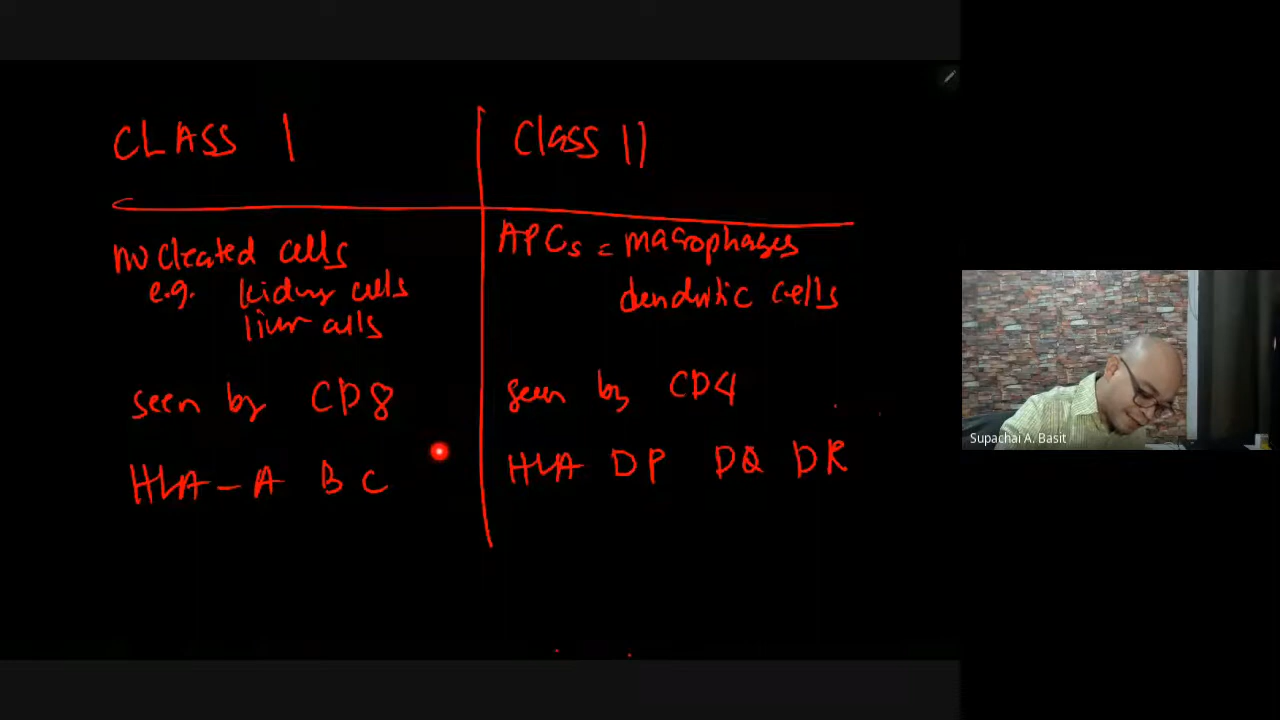 CLASS I
nucleated cells
e.g. kidney cells
liver cells
seen by CD8
HLA-A B C
Class II
APCs = macrophages
dendritic cells
seen by CD4
HLA DP DQ DR
Supachai A. Basit